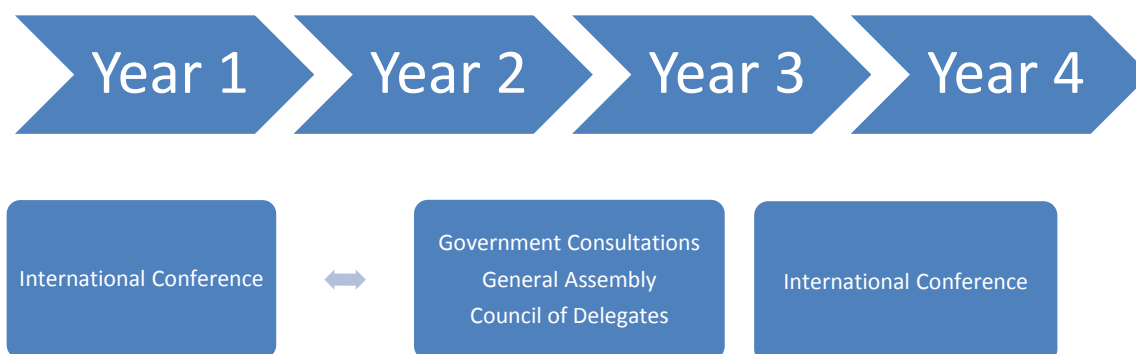 Year 1
Year 2
Year 3
Year 4
International Conference
Government Consultations
General Assembly
Council of Delegates
International Conference